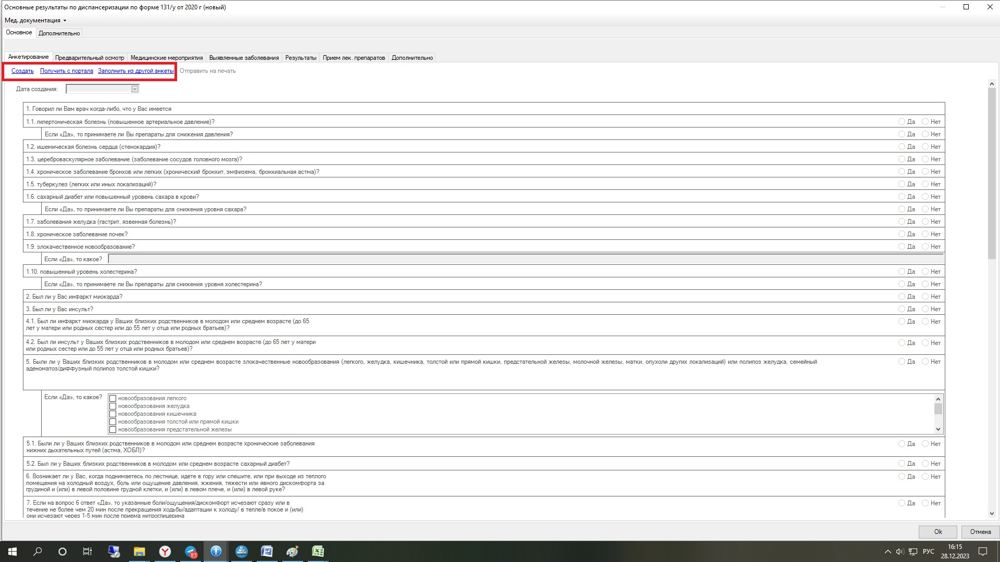 Основные результаты по диспансеризации по форме 131/у от 2020 г (новый)
Мед. документация
Основное Дополнительно
Анкетирование Предварительный осмотр Медицинские мероприятия Выявленные заболевания Результаты Прием лек. препаратов Дополнительно
Создать Получить с портала Заполнить из другой анкеты Отправить на печать
Дата создания:
1. Говорил ли Вам врач когда-либо, что у Вас имеется
1.1. гипертоническая болезнь (повышенное артериальное давление)? Да Нет
Если «Да», то принимаете ли Вы препараты для снижения давления? Да Нет
1.2. ишемическая болезнь сердца (стенокардия)? Да Нет
1.3. цереброваскулярное заболевание (заболевание сосудов головного мозга)? Да Нет
1.4. хроническое заболевание бронхов или легких (хронический бронхит, эмфизема, бронхиальная астма)? Да Нет
1.5. туберкулез (легких или иных локализаций)? Да Нет
1.6. сахарный диабет или повышенный уровень сахара в крови? Да Нет
Если «Да», то принимаете ли Вы препараты для снижения уровня сахара? Да Нет
1.7. заболевания желудка (гастрит, язвенная болезнь)? Да Нет
1.8. хроническое заболевание почек? Да Нет
1.9. злокачественное новообразование? Да Нет
Если «Да», то какое?
1.10. повышенный уровень холестерина? Да Нет
Если «Да», то принимаете ли Вы препараты для снижения уровня холестерина? Да Нет
2. Был ли у Вас инфаркт миокарда? Да Нет
3. Был ли у Вас инсульт? Да Нет
4.1. Был ли инфаркт миокарда у Ваших близких родственников в молодом или среднем возрасте (до 65 Да Нет
лет у матери или родных сестер или до 55 лет у отца или родных братьев)?
4.2. Был ли инсульт у Ваших близких родственников в молодом или среднем возрасте (до 65 лет у матери Да Нет
или родных сестер или до 55 лет у отца или родных братьев)?
5. Были ли у Ваших близких родственников в молодом или среднем возрасте злокачественные новообразования (легкого, желудка, кишечника, толстой или прямой кишки, предстательной железы, молочной железы, матки, опухоли других локализаций) или полипоз желудка, семейный Да Нет
аденоматоз/диффузный полипоз толстой кишки?
Если «Да», то какое? новообразования легкого
новообразования желудка
новообразования кишечника
новообразования толстой или прямой кишки
новообразования предстательной железы
5.1. Были ли у Ваших близких родственников в молодом или среднем возрасте хронические заболевания Да Нет
нижних дыхательных путей (астма, ХОБЛ)?
5.2. Был ли у Ваших близких родственников в молодом или среднем возрасте сахарный диабет? Да Нет
6. Возникает ли у Вас, когда поднимаетесь по лестнице, идете в гору или спешите, или при выходе из теплого Да Нет
помещения на холодный воздух, боль или ощущение давления, жжения, тяжести или явного дискомфорта за
грудиной и (или) в левой половине грудной клетки, и (или) в левом плече, и (или) в левой руке?
7. Если на вопрос 6 ответ «Да», то указанные боли/ощущения/дискомфорт исчезают сразу или в Да Нет
течение не более чем 20 мин после прекращения ходьбы/адаптации к холоду/ в тепле/в покое и (или)
они исчезают через 1-5 мин после приема нитроглицерина
Ok Отмена
83
РУС
16:15
28.12.2023